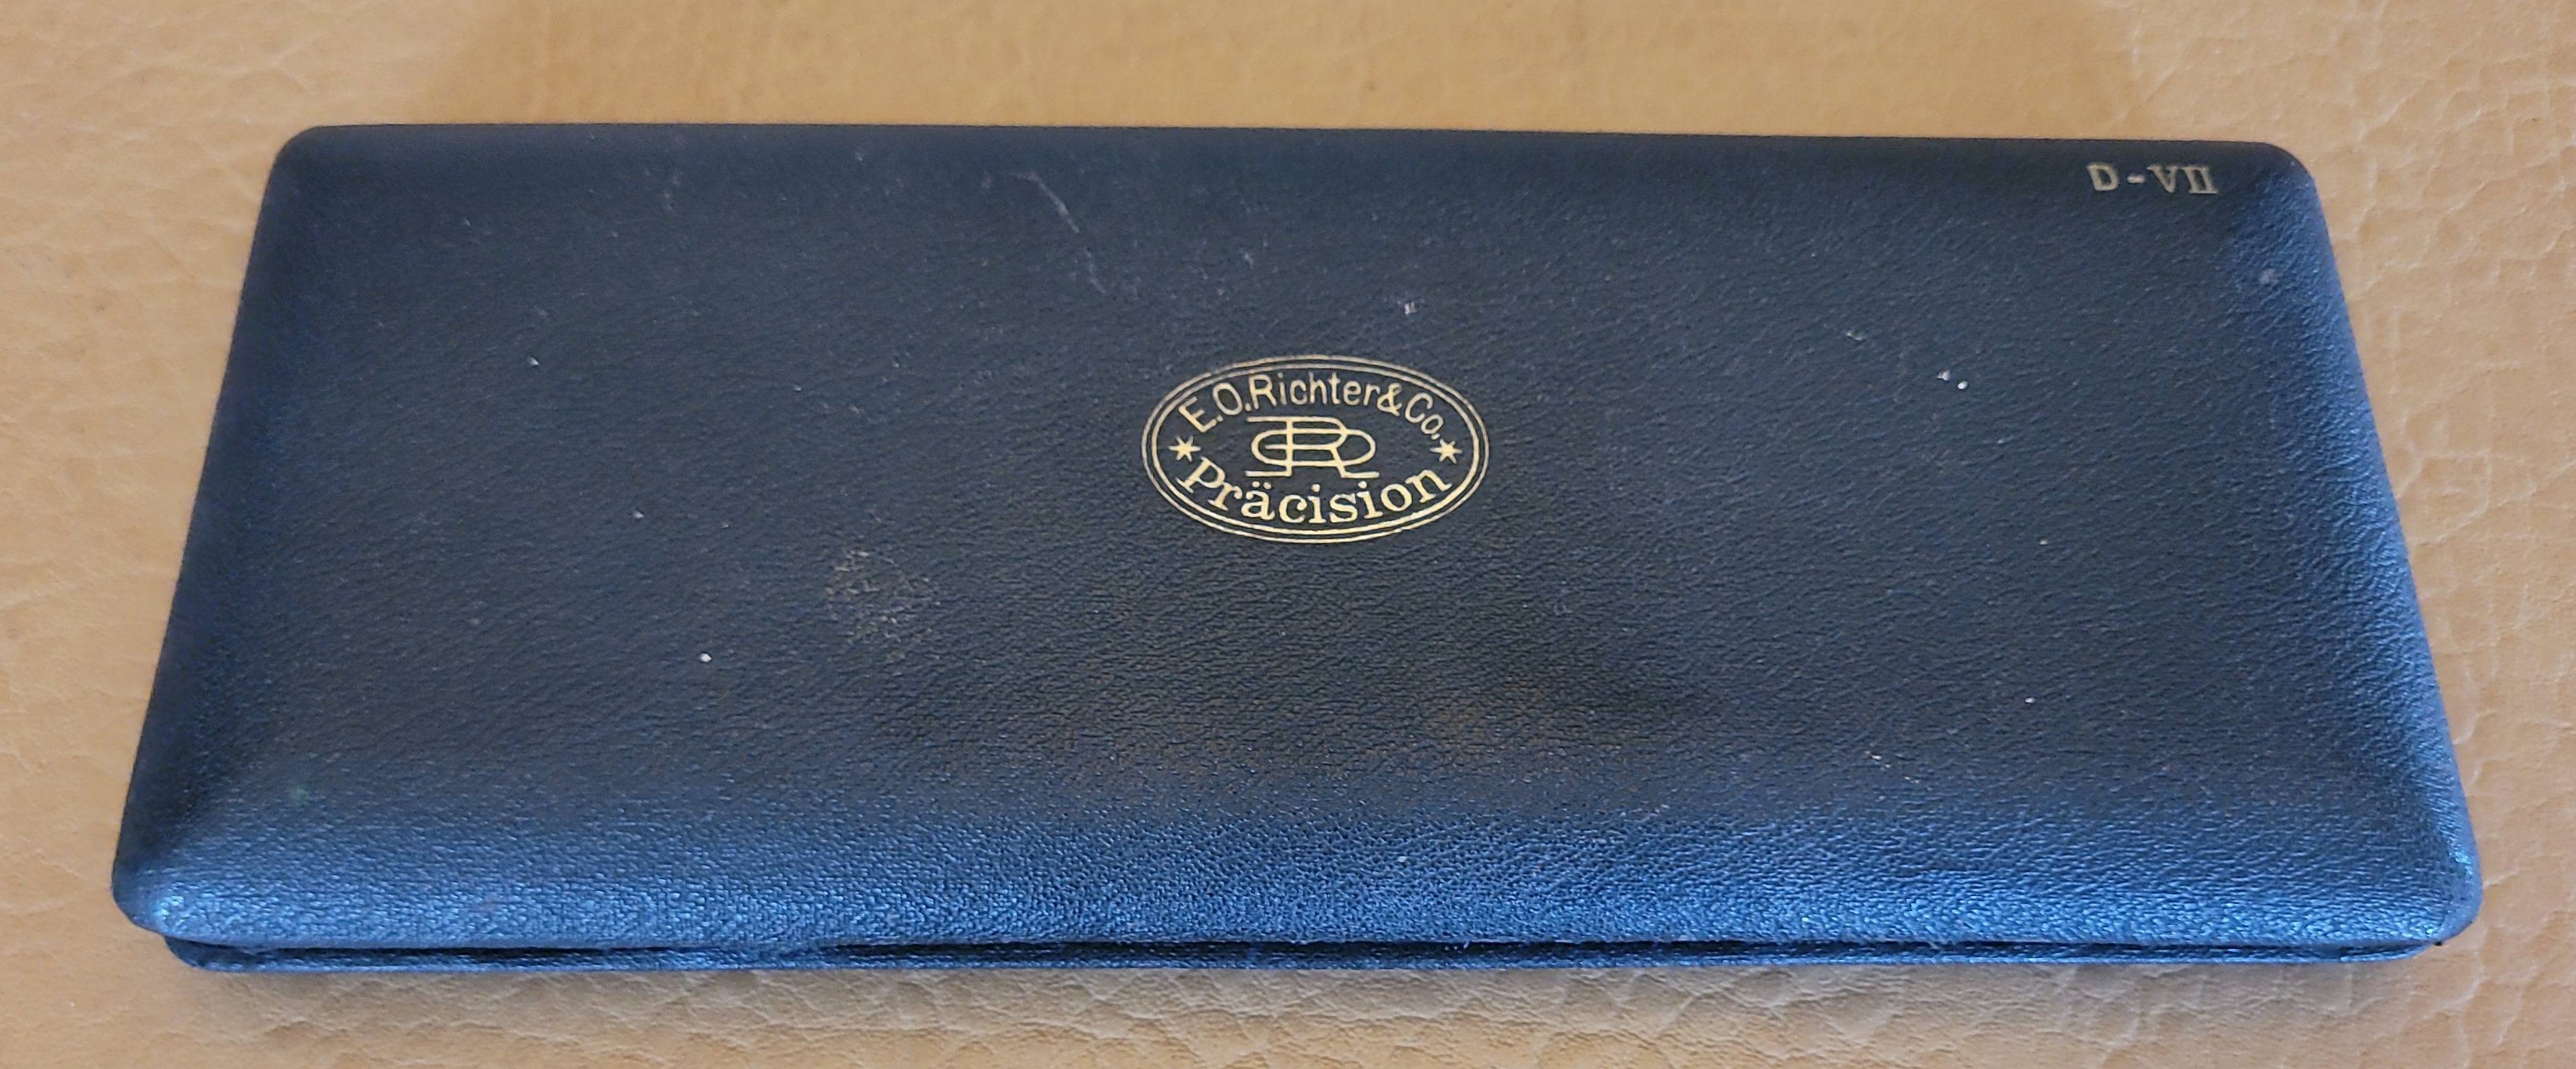 D-VII
E.O.Richter&Co.
Präcision